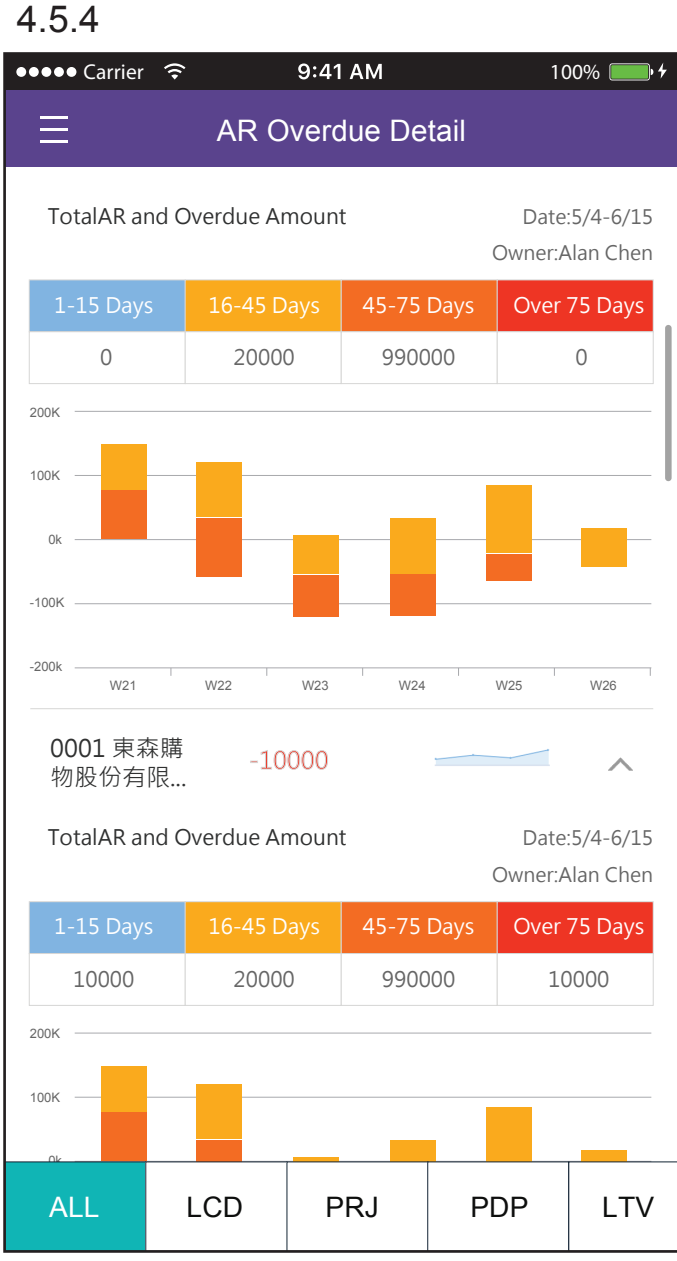 4.5.4
Carrier 9:41 AM 100%
AR Overdue Detail
TotalAR and Overdue Amount Date:5/4-6/15
Owner:Alan Chen
1-15 Days 16-45 Days 45-75 Days Over 75 Days
0 20000 990000 0
200K
100K
0k
-100K
-200k
W21 W22 W23 W24 W25 W26
0001 東森購
物股份有限...
-10000
TotalAR and Overdue Amount Date:5/4-6/15
Owner:Alan Chen
1-15 Days 16-45 Days 45-75 Days Over 75 Days
10000 20000 990000 10000
200K
100K
0k
ALL LCD PRJ PDP LTV